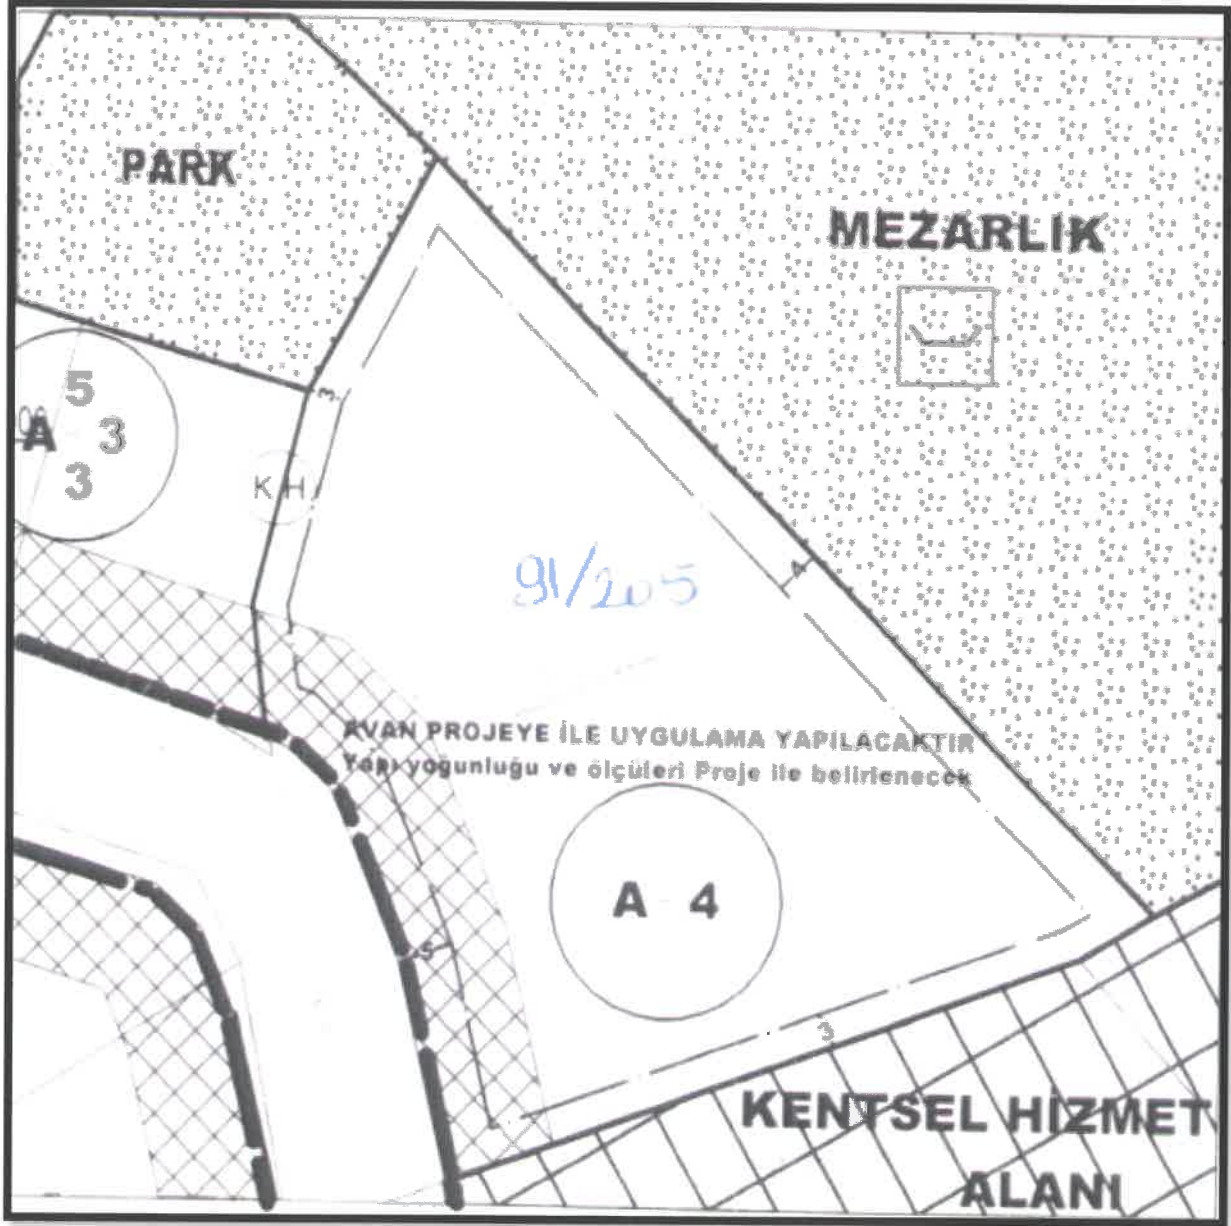 PARK
MEZARLIK
5
A 3
3
3
K H
4
91/205
AVAN PROJEYE İLE UYGULAMA YAPILACAKTIR
Yapı yoğunluğu ve ölçüleri Proje ile belirlenecek
A 4
5
3
KENTSEL HİZMET
ALANI